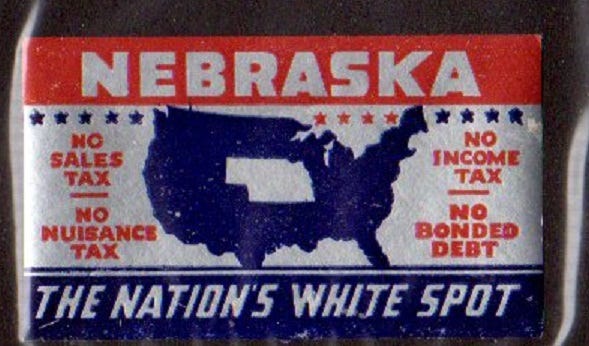 NEBRASKA
NO
SALES
TAX
NO
NUISANCE
TAX
NO
INCOME
TAX
NO
BONDED
DEBT
THE NATION'S WHITE SPOT